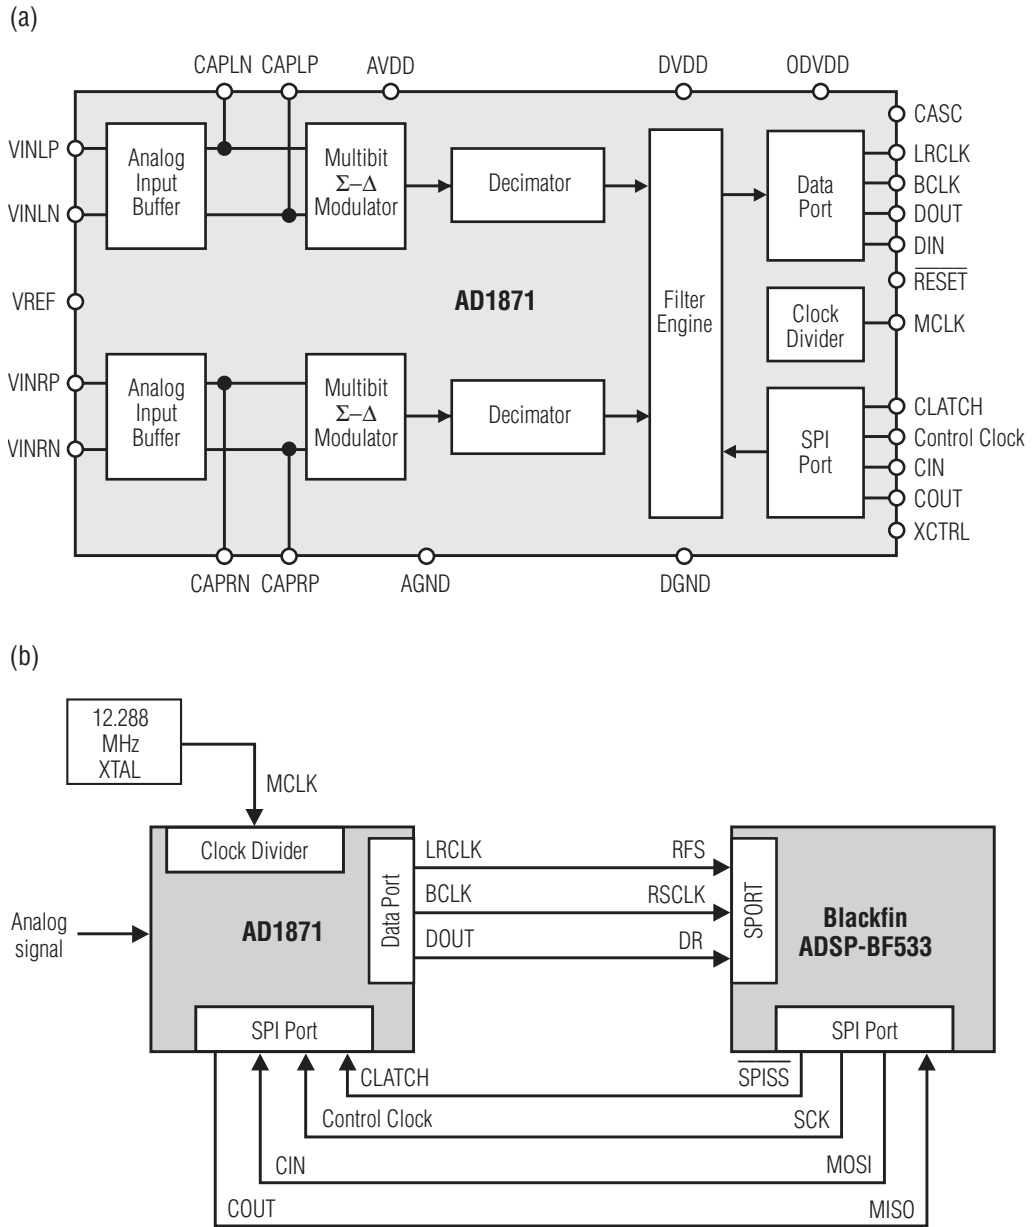 (a)
CAPLN CAPLP AVDD DVDD ODVDD
CASC
VINLP
VINLN
Analog
Input
Buffer
Multibit
Σ–Δ
Modulator
Decimator
Data
Port
LRCLK
BCLK
DOUT
DIN
RESET
VREF
AD1871
Filter
Engine
Clock
Divider
MCLK
VINRP
VINRN
Analog
Input
Buffer
Multibit
Σ–Δ
Modulator
Decimator
SPI
Port
CLATCH
Control Clock
CIN
COUT
XCTRL
CAPRN CAPRP AGND DGND
(b)
12.288
MHz
XTAL
MCLK
Clock Divider
Analog
signal
AD1871
Data Port
LRCLK RFS
BCLK RSCLK
DOUT DR
SPORT
Blackfin
ADSP-BF533
SPI Port
SPI Port
CLATCH SPISS
Control Clock SCK
CIN MOSI
COUT MISO